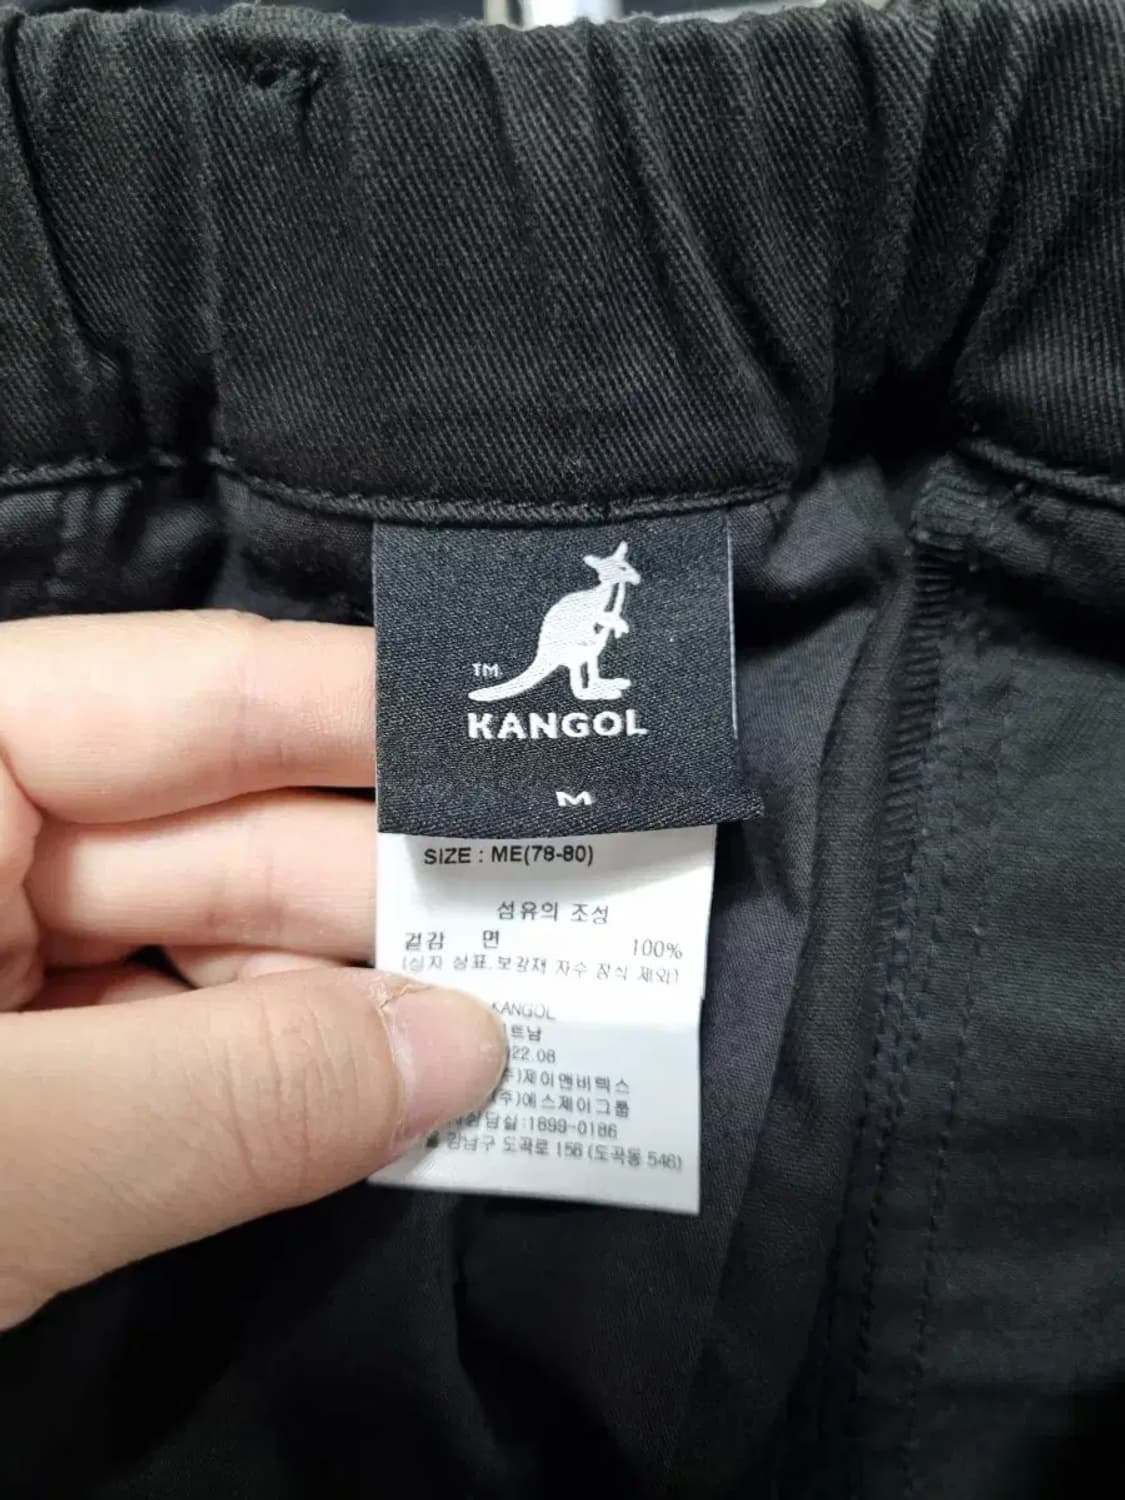 TM
KANGOL
M
SIZE : ME(78-80)
섬유의 조성
겉감 면 100%
(심지 상표,보강재 자수 장식 제외)
KANGOL
트남
22.08
주)제이앤비텍스
(주)에스제이그룹
담실:1899-0186
강남구 도곡로 156 (도곡동 546)